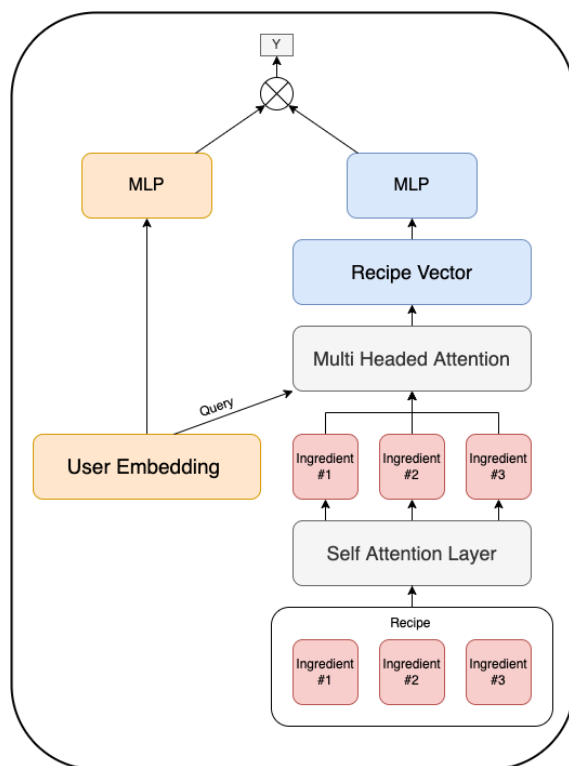 Y
MLP
MLP
Recipe Vector
Multi Headed Attention
Query
User Embedding
Ingredient
#1
Ingredient
#2
Ingredient
#3
Self Attention Layer
Recipe
Ingredient
#1
Ingredient
#2
Ingredient
#3